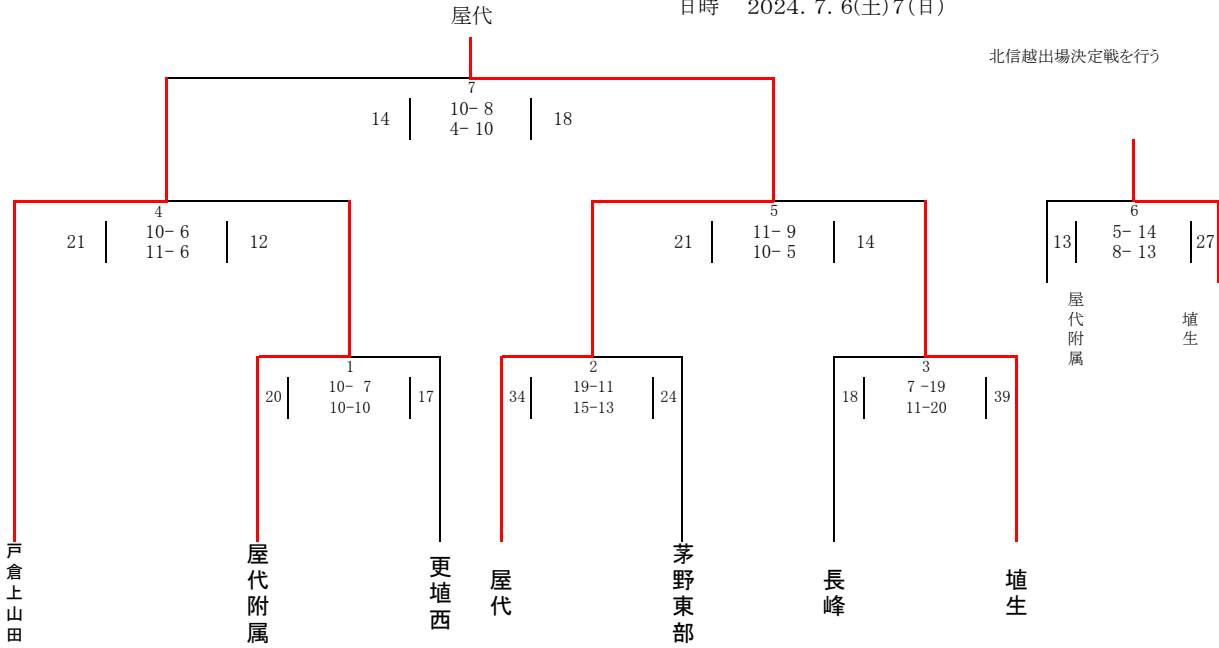 屋代
日時 2024. 7. 6(土)7(日)
北信越出場決定戦を行う
7
14 10- 8 18
4- 10
4
21 10- 6 12
11- 6
5
21 11- 9 14
10- 5
6
13 5- 14 27
8- 13
屋代附属
埴生
1
20 10- 7 17
10-10
2
34 19-11 24
15-13
3
18 7 -19 39
11-20
戸倉上山田
屋代附属
更埴西
屋代
茅野東部
長峰
埴生